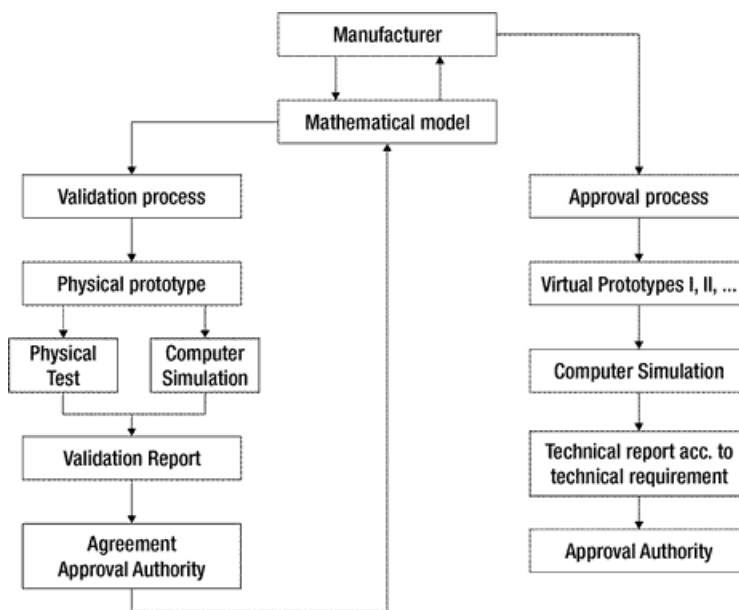 Manufacturer
Mathematical model
Validation process
Approval process
Physical prototype
Virtual Prototypes I, II, ...
Physical
Test
Computer
Simulation
Computer Simulation
Validation Report
Technical report acc. to
technical requirement
Agreement
Approval Authority
Approval Authority